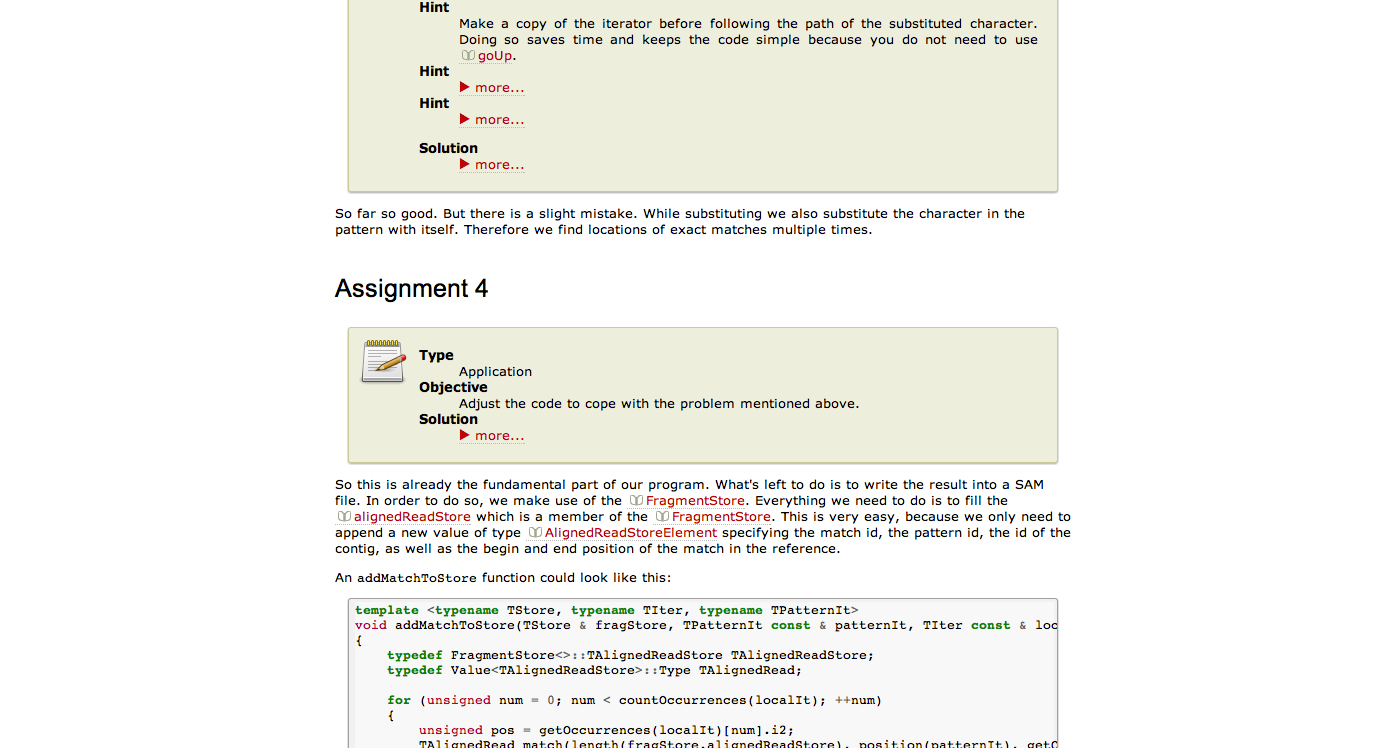 Hint
Make a copy of the iterator before following the path of the substituted character.
Doing so saves time and keeps the code simple because you do not need to use
goUp.
Hint
more...
Hint
more...
Solution
more...
So far so good. But there is a slight mistake. While substituting we also substitute the character in the
pattern with itself. Therefore we find locations of exact matches multiple times.
Assignment 4
Type
Application
Objective
Adjust the code to cope with the problem mentioned above.
Solution
more...
So this is already the fundamental part of our program. What's left to do is to write the result into a SAM
file. In order to do so, we make use of the FragmentStore. Everything we need to do is to fill the
alignedReadStore which is a member of the FragmentStore. This is very easy, because we only need to
append a new value of type AlignedReadStoreElement specifying the match id, the pattern id, the id of the
contig, as well as the begin and end position of the match in the reference.
An addMatchToStore function could look like this:
template <typename TStore, typename TIter, typename TPatternIt>
void addMatchToStore(TStore & fragStore, TPatternIt const & patternIt, TIter const & loc
{
typedef FragmentStore<>::TAlignedReadStore TAlignedReadStore;
typedef Value<TAlignedReadStore>::Type TAlignedRead;
for (unsigned num = 0; num < countOccurrences(localIt); ++num)
{
unsigned pos = getOccurrences(localIt)[num].i2;
TAlignedRead match(length(fragStore.alignedReadStore), position(patternIt), getO